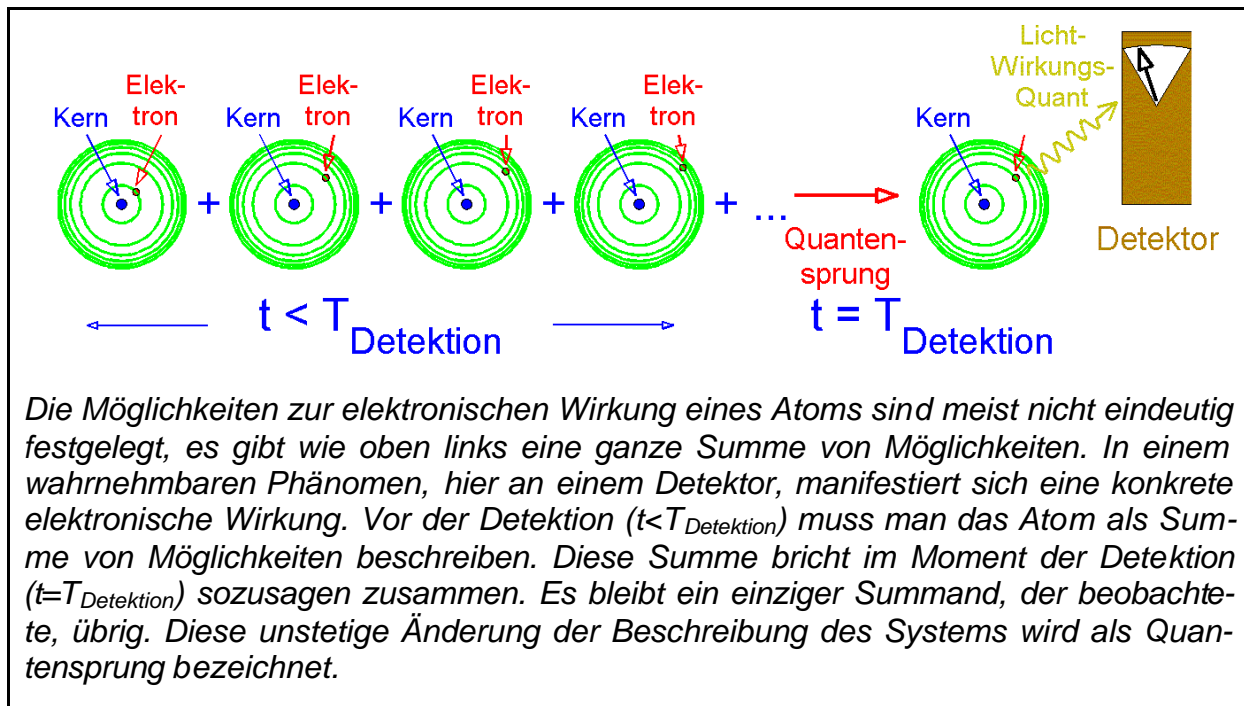 Licht-
Wirkungs-
Quant
Elek-
tron
Kern
Elek-
tron
Kern
Elek-
tron
Kern
Elek-
tron
Kern
Kern
+ + + + ...
Quanten-
sprung
Detektor
t < T Detektion
t = T Detektion
Die Möglichkeiten zur elektronischen Wirkung eines Atoms sind meist nicht eindeutig
festgelegt, es gibt wie oben links eine ganze Summe von Möglichkeiten. In einem
wahrnehmbaren Phänomen, hier an einem Detektor, manifestiert sich eine konkrete
elektronische Wirkung. Vor der Detektion (t<TDetektion) muss man das Atom als Sum-
me von Möglichkeiten beschreiben. Diese Summe bricht im Moment der Detektion
(t=TDetektion) sozusagen zusammen. Es bleibt ein einziger Summand, der beobachte-
te, übrig. Diese unstetige Änderung der Beschreibung des Systems wird als Quan-
tensprung bezeichnet.